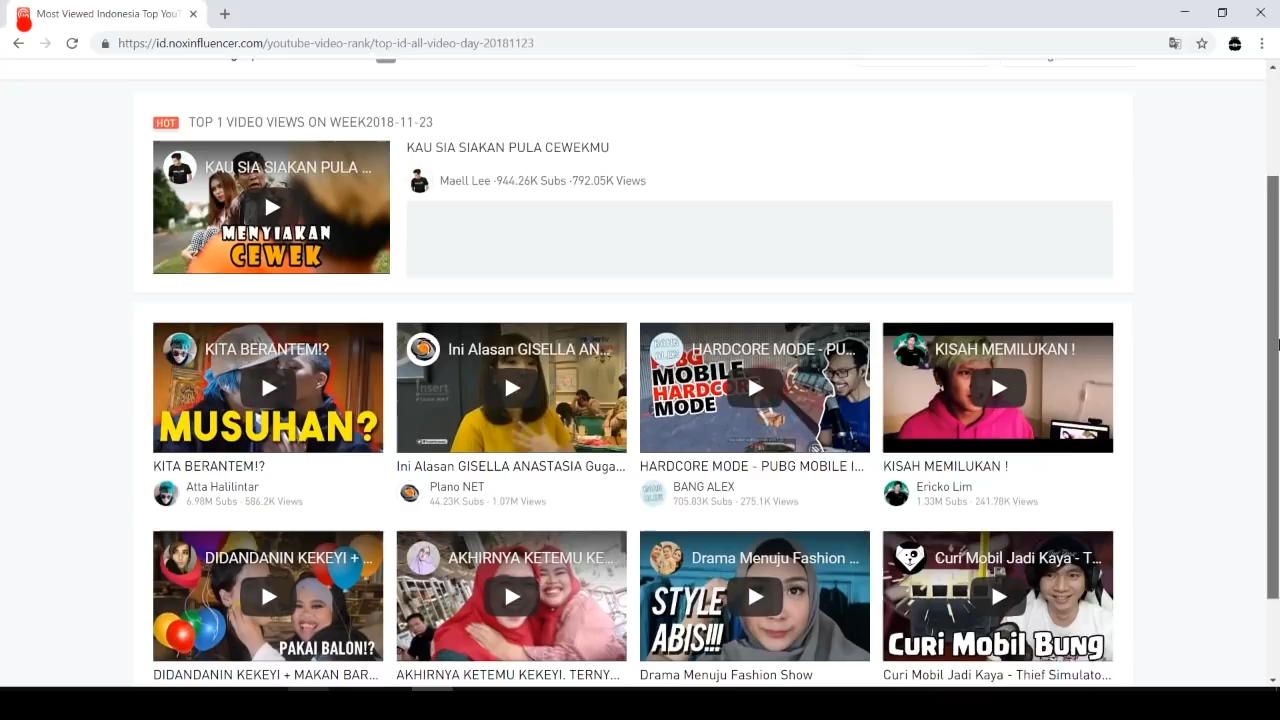 Most Viewed Indonesia Top YouT
https://id.noxinfluencer.com/youtube-video-rank/top-id-all-video-day-20181123
HOT TOP 1 VIDEO VIEWS ON WEEK2018-11-23
KAU SIA SIAKAN PULA ...
MENYIAKAN
CEWEK
KAU SIA SIAKAN PULA CEWEKMU
Maell Lee ·944.26K Subs ·792.05K Views
KITA BERANTEM!?
MUSUHAN?
KITA BERANTEM!?
Atta Halilintar
6.98M Subs · 586.2K Views
Ini Alasan GISELLA AN...
Insert
Ini Alasan GISELLA ANASTASIA Guga...
Plano NET
44.23K Subs · 1.07M Views
HARDCORE MODE - PU...
PUBG
MOBILE
HARDCORE
MODE
HARDCORE MODE - PUBG MOBILE I...
BANG ALEX
705.83K Subs · 275.1K Views
KISAH MEMILUKAN !
KISAH MEMILUKAN !
Ericko Lim
1.33M Subs · 241.78K Views
DIDANDANIN KEKEYI + ...
PAKAI BALON!?
DIDANDANIN KEKEYI + MAKAN BAR...
AKHIRNYA KETEMU KE...
AKHIRNYA KETEMU KEKEYI. TERNY...
Drama Menuju Fashion ...
STYLE
ABIS!!!
Drama Menuju Fashion Show
Curi Mobil Jadi Kaya - T...
CURI MOBIL BUNG
Curi Mobil Jadi Kaya - Thief Simulato...